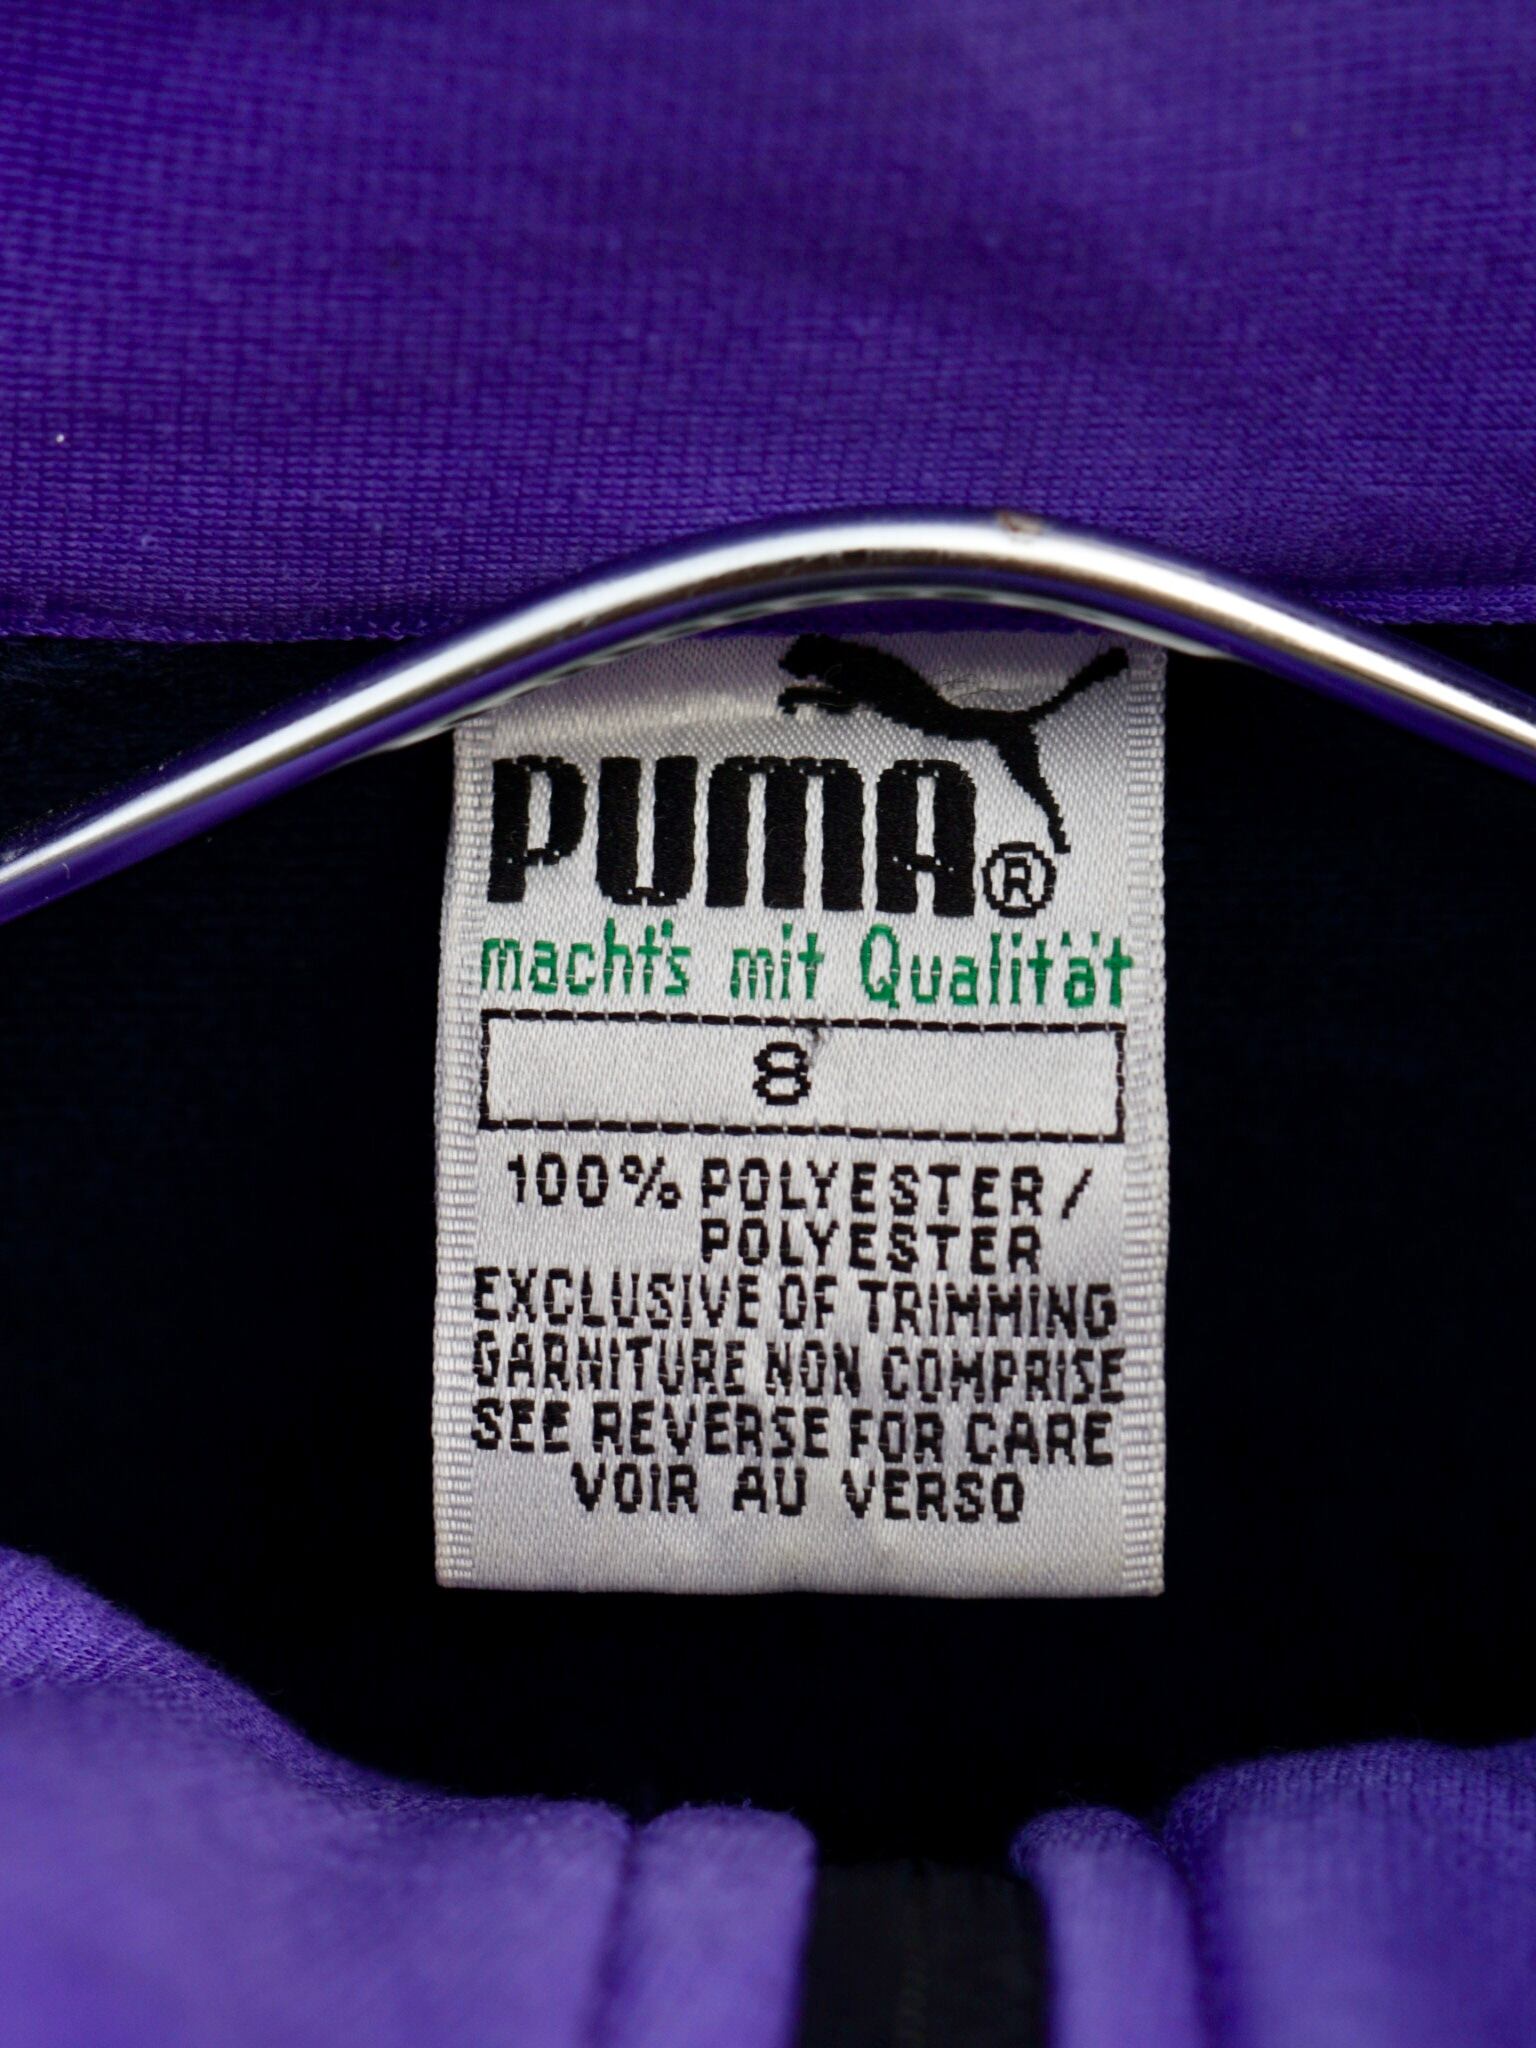 PUMA®
macht's mit Qualität
8
100% POLYESTER/
POLYESTER
EXCLUSIVE OF TRIMMING
GARNITURE NON COMPRISE
SEE REVERSE FOR CARE
VOIR AU VERSO